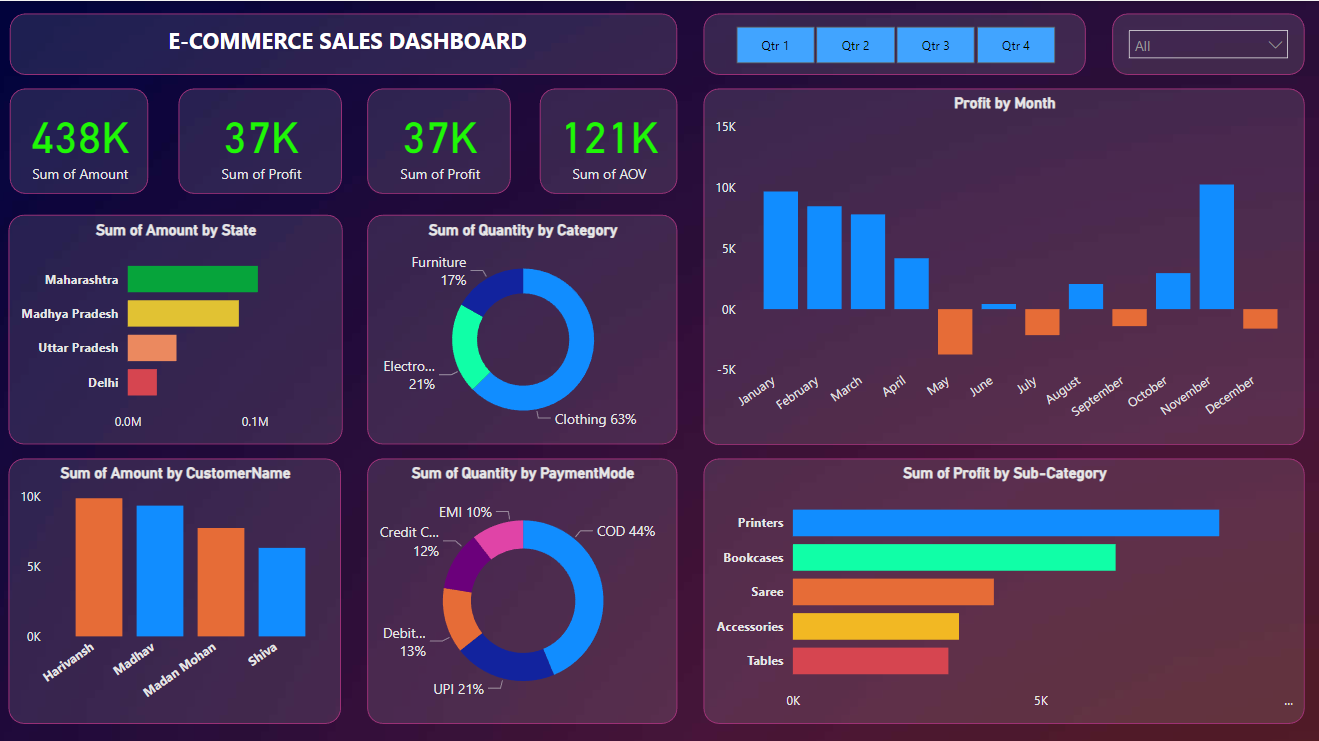 E-COMMERCE SALES DASHBOARD
Qtr 1
Qtr 2
Qtr 3
Qtr 4
All
438K
Sum of Amount
37K
Sum of Profit
37K
Sum of Profit
121K
Sum of AOV
Profit by Month
15K
10K
5K
0K
-5K
January
February
March
April
May
June
July
August
September
October
November
December
Sum of Amount by State
Maharashtra
Madhya Pradesh
Uttar Pradesh
Delhi
0.0M
0.1M
Sum of Quantity by Category
Furniture
17%
Electro...
21%
Clothing 63%
Sum of Amount by CustomerName
10K
5K
0K
Harivansh
Madhav
Madan Mohan
Shiva
Sum of Quantity by PaymentMode
EMI 10%
Credit C...
12%
Debit...
13%
UPI 21%
COD 44%
Sum of Profit by Sub-Category
Printers
Bookcases
Saree
Accessories
Tables
0K
5K
...